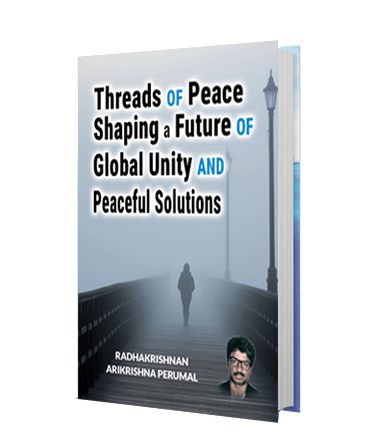 Threads OF Peace
Shaping a Future OF
Global Unity AND
Peaceful Solutions
RADHAKRISHNAN
ARIKRISHNA PERUMAL